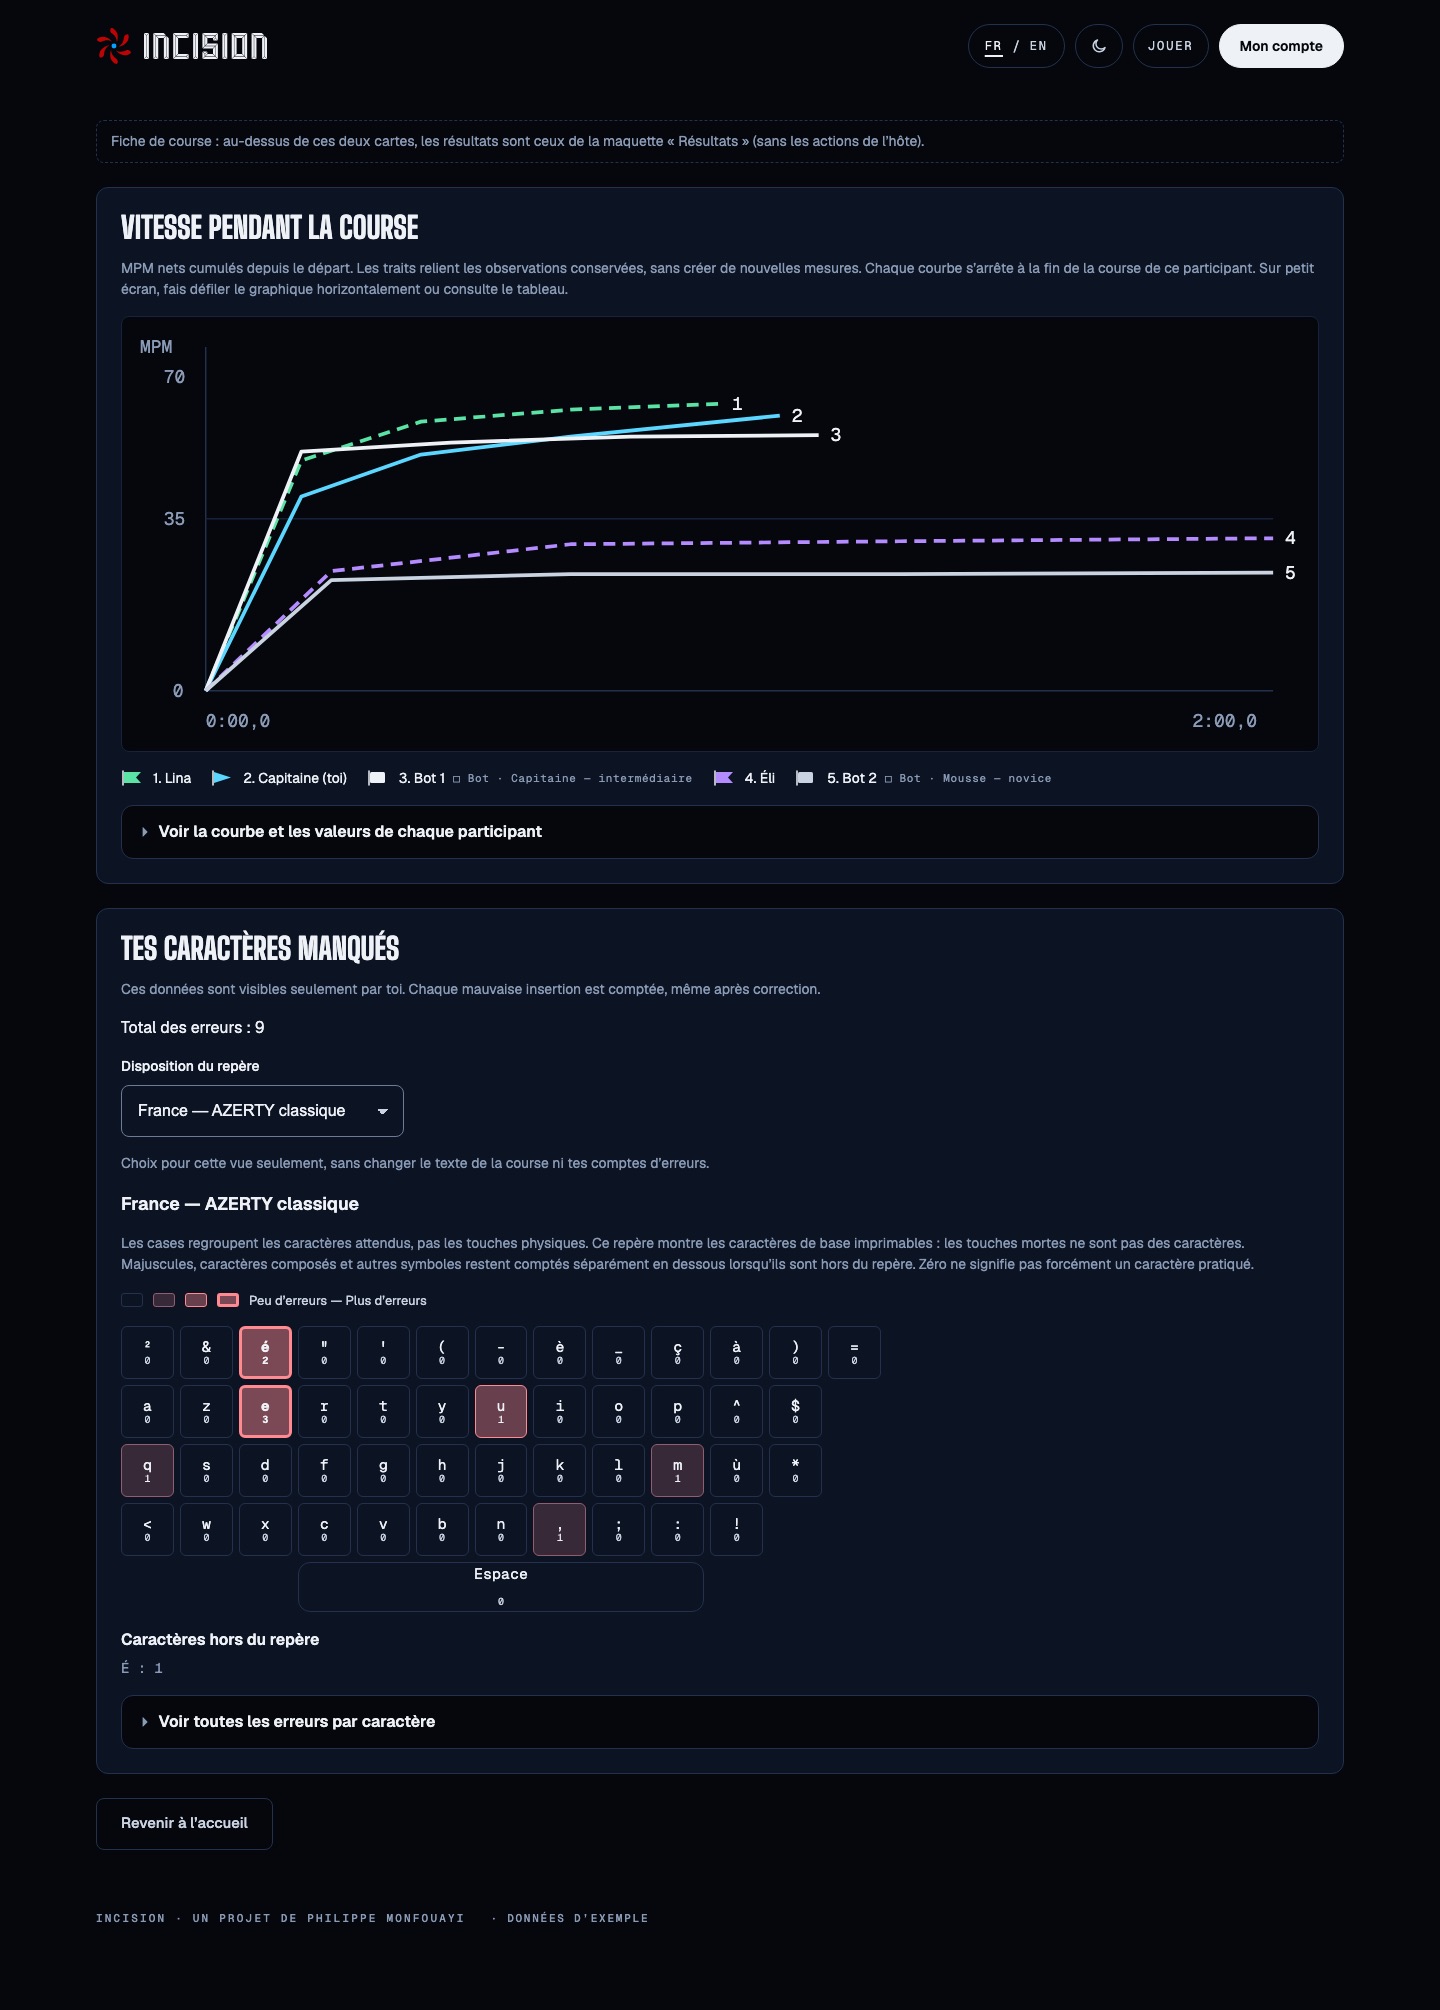 INCISION
FR / EN
JOUER
Mon compte
Fiche de course : au-dessus de ces deux cartes, les résultats sont ceux de la maquette « Résultats » (sans les actions de l’hôte).
VITESSE PENDANT LA COURSE
MPM nets cumulés depuis le départ. Les traits relient les observations conservées, sans créer de nouvelles mesures. Chaque courbe s’arrête à la fin de la course de ce participant. Sur petit
écran, fais défiler le graphique horizontalement ou consulte le tableau.
MPM
70
35
0
1
2
3
4
5
0:00,0
2:00,0
1. Lina
2. Capitaine (toi)
3. Bot 1 □ Bot · Capitaine — intermédiaire
4. Éli
5. Bot 2 □ Bot · Mousse — novice
Voir la courbe et les valeurs de chaque participant
TES CARACTÈRES MANQUÉS
Ces données sont visibles seulement par toi. Chaque mauvaise insertion est comptée, même après correction.
Total des erreurs : 9
Disposition du repère
France — AZERTY classique
Choix pour cette vue seulement, sans changer le texte de la course ni tes comptes d’erreurs.
France — AZERTY classique
Les cases regroupent les caractères attendus, pas les touches physiques. Ce repère montre les caractères de base imprimables : les touches mortes ne sont pas des caractères.
Majuscules, caractères composés et autres symboles restent comptés séparément en dessous lorsqu’ils sont hors du repère. Zéro ne signifie pas forcément un caractère pratiqué.
Peu d’erreurs — Plus d’erreurs
² & é " ' ( - è _ ç à ) =
0 0 2 0 0 0 0 0 0 0 0 0 0
a z e r t y u i o p ^ $
0 0 3 0 0 0 1 0 0 0 0 0
q s d f g h j k l m ù *
1 0 0 0 0 0 0 0 0 1 0 0
< w x c v b n , ; : !
0 0 0 0 0 0 0 1 0 0 0
Espace
0
Caractères hors du repère
É : 1
Voir toutes les erreurs par caractère
Revenir à l’accueil
INCISION · UN PROJET DE PHILIPPE MONFOUAYI · DONNÉES D’EXEMPLE